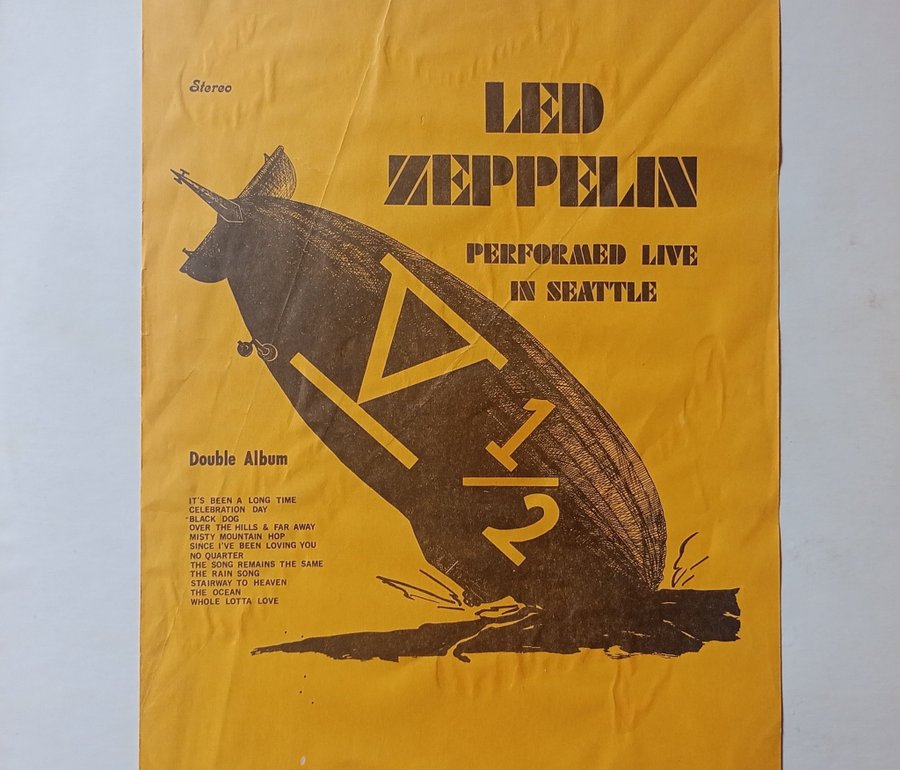 Stereo
LED
ZEPPELIN
PERFORMED LIVE
IN SEATTLE
V
1
2
Double Album
IT'S BEEN A LONG TIME
CELEBRATION DAY
BLACK DOG
OVER THE HILLS & FAR AWAY
MISTY MOUNTAIN HOP
SINCE I'VE BEEN LOVING YOU
NO QUARTER
THE SONG REMAINS THE SAME
THE RAIN SONG
STAIRWAY TO HEAVEN
THE OCEAN
WHOLE LOTTA LOVE